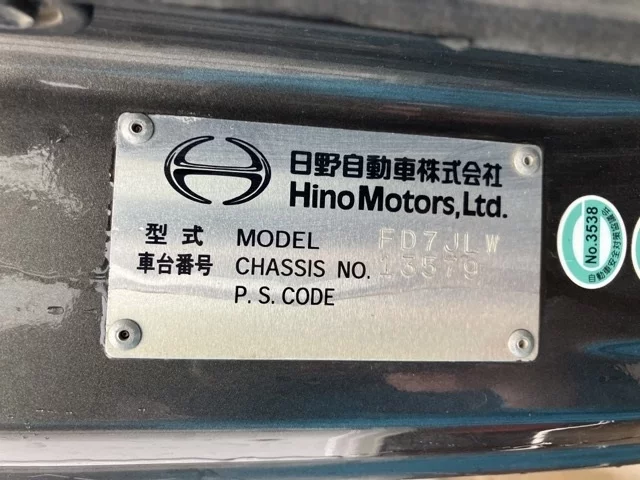 日野自動車株式会社
Hino Motors, Ltd.
型式 MODEL FD7JLW
車台番号 CHASSIS NO. 13579
P.S.CODE
No.3538